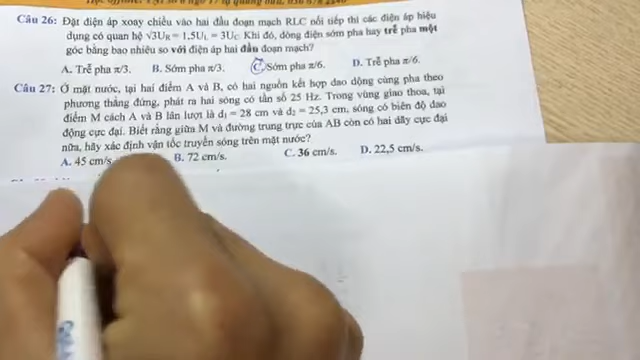 Câu 26: Đặt điện áp xoay chiều vào hai đầu đoạn mạch RLC nối tiếp thì các điện áp hiệu
dụng có quan hệ √3U_R = 1,5U_L = 3U_C. Khi đó, dòng điện sớm pha hay trễ pha một
góc bằng bao nhiêu so với điện áp hai đầu đoạn mạch?
A. Trễ pha π/3. B. Sớm pha π/3. C. Sớm pha π/6. D. Trễ pha π/6.
Câu 27: Ở mặt nước, tại hai điểm A và B, có hai nguồn kết hợp dao động cùng pha theo
phương thẳng đứng, phát ra hai sóng có tần số 25 Hz. Trong vùng giao thoa, tại
điểm M cách A và B lần lượt là d₁ = 28 cm và d₂ = 25,3 cm, sóng có biên độ dao
động cực đại. Biết rằng giữa M và đường trung trực của AB còn có hai dãy cực đại
nữa, hãy xác định vận tốc truyền sóng trên mặt nước?
A. 45 cm/s B. 72 cm/s. C. 36 cm/s. D. 22,5 cm/s.